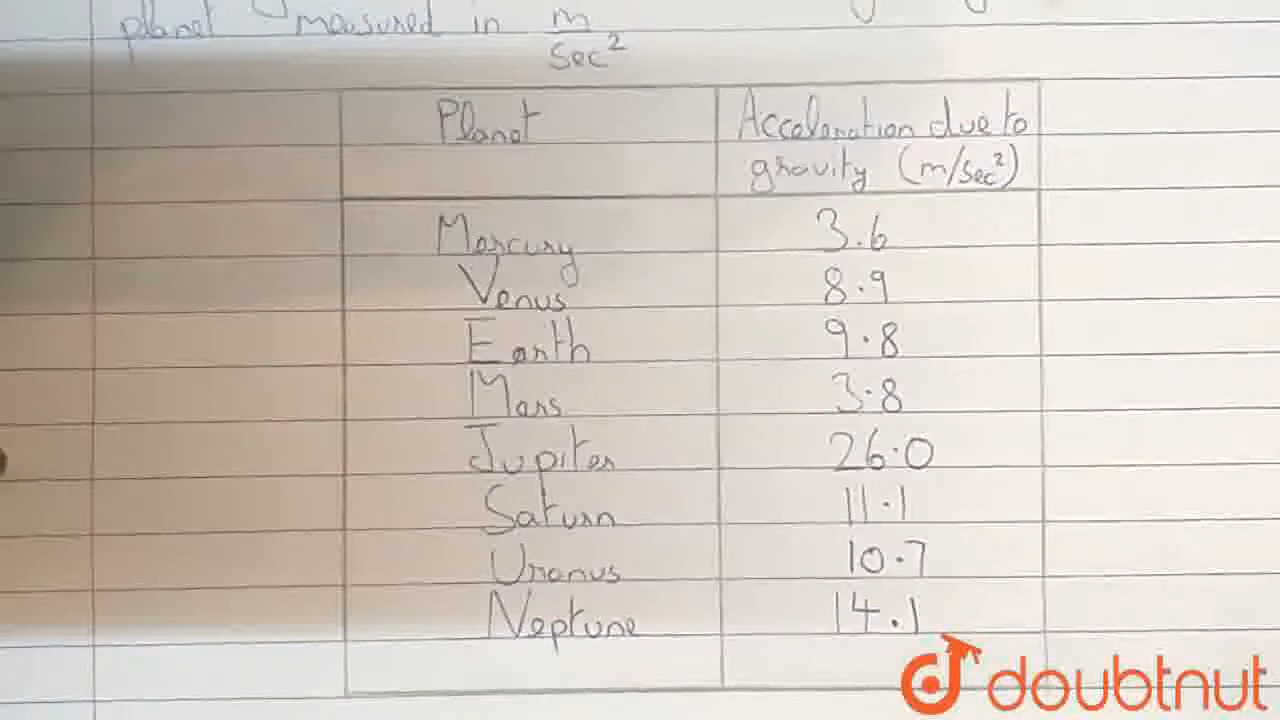 planet measured in m/sec²
Planet Acceleration due to
gravity (m/sec²)
Mercury 3.6
Venus 8.9
Earth 9.8
Mars 3.8
Jupiter 26.0
Saturn 11.1
Uranus 10.7
Neptune 14.1
doubtnut